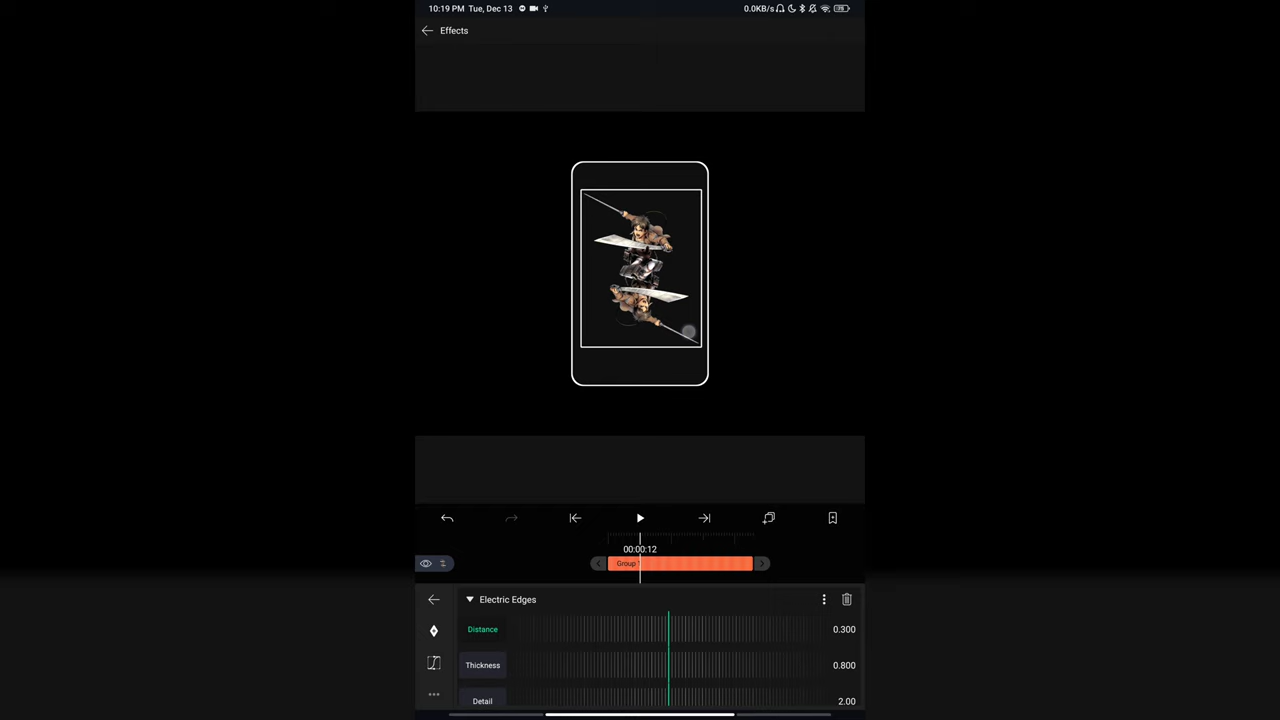 10:19 PM Tue, Dec 13 0.0KB/s
Effects
00:00:12
Group 1
Electric Edges
Distance 0.300
Thickness 0.800
Detail 2.00